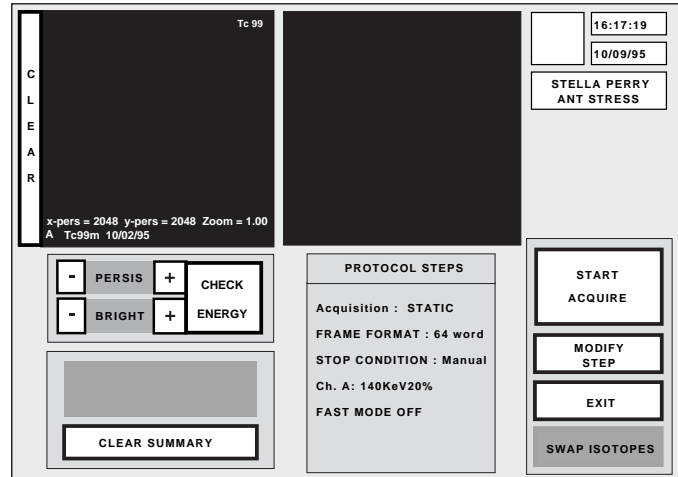 Tc 99
16:17:19
10/09/95
CLEAR
STELLA PERRY
ANT STRESS
x-pers = 2048 y-pers = 2048 Zoom = 1.00
A Tc99m 10/02/95
- PERSIS +
- BRIGHT +
CHECK
ENERGY
CLEAR SUMMARY
PROTOCOL STEPS
Acquisition : STATIC
FRAME FORMAT : 64 word
STOP CONDITION : Manual
Ch. A: 140KeV20%
FAST MODE OFF
START
ACQUIRE
MODIFY
STEP
EXIT
SWAP ISOTOPES